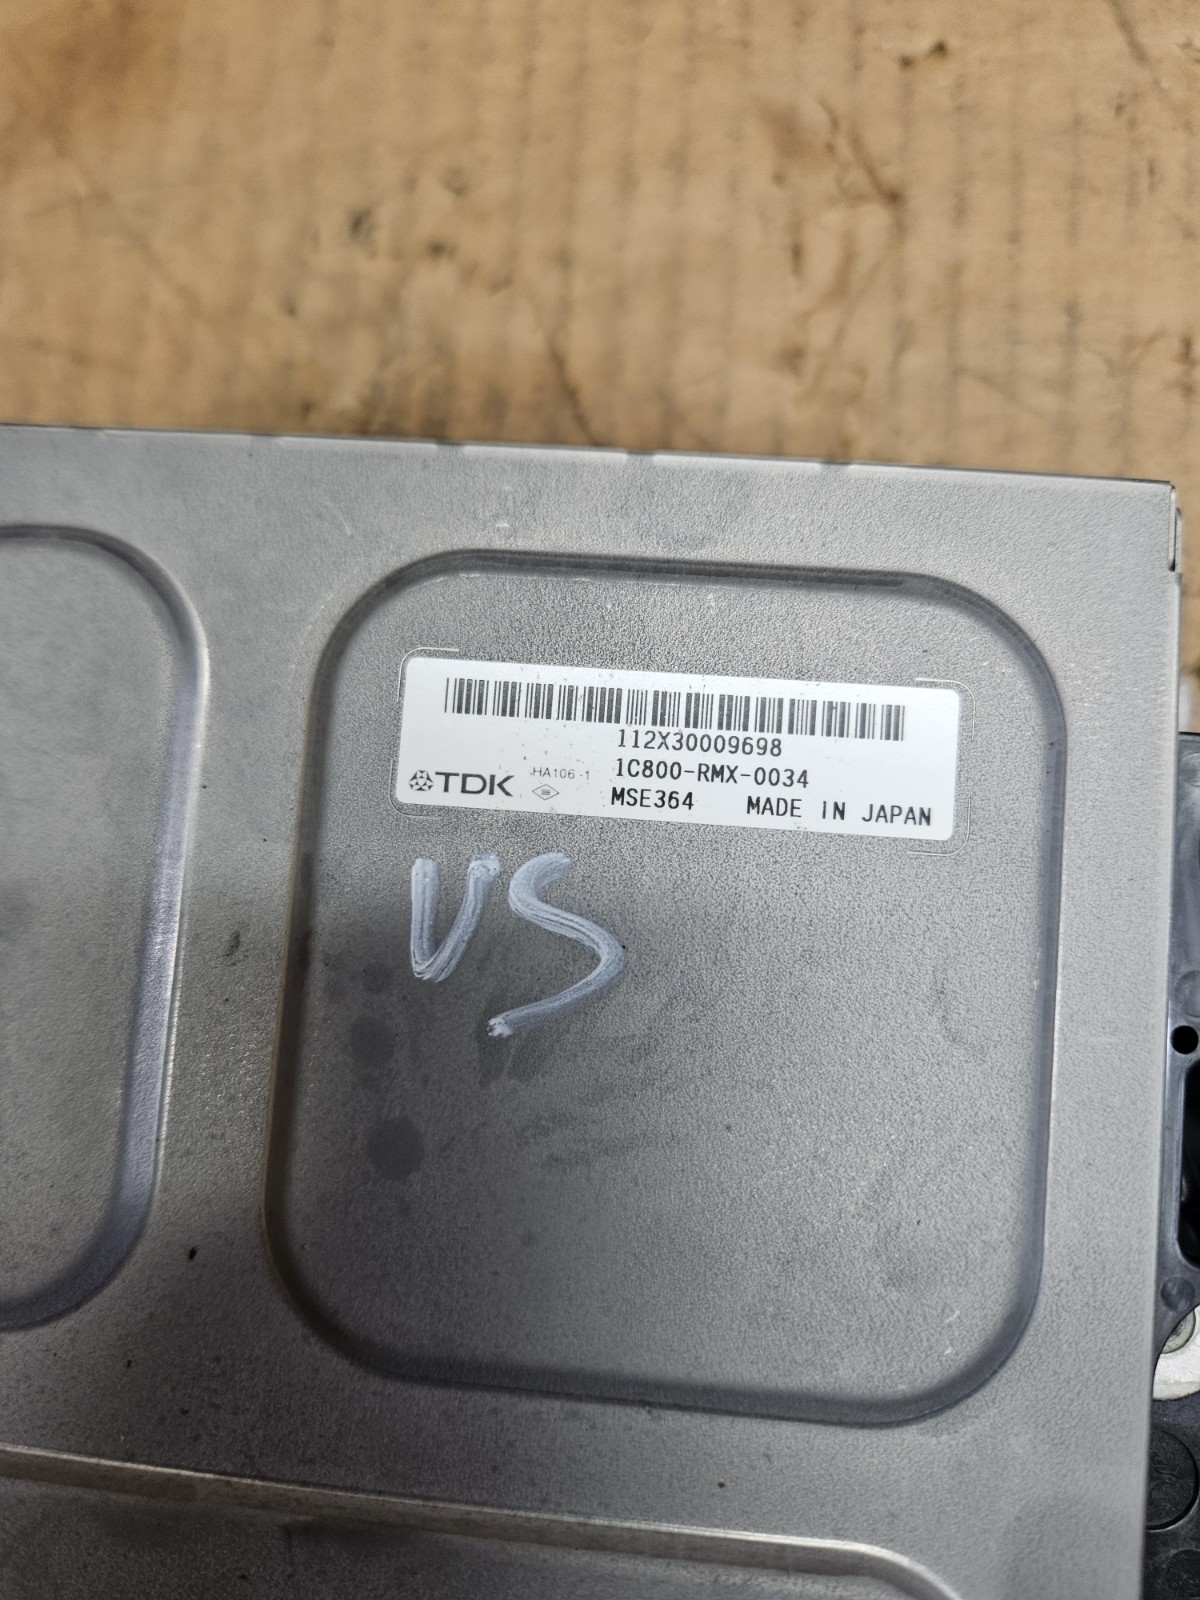 112X30009698
TDK HA106-1 1C800-RMX-0034
MSE364 MADE IN JAPAN
VS